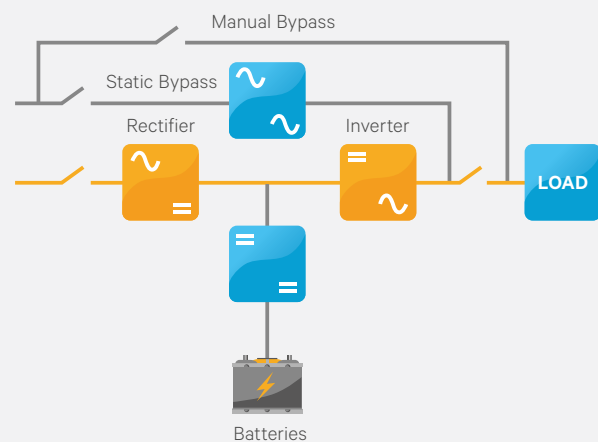 Manual Bypass
Static Bypass
Rectifier
Inverter
LOAD
Batteries